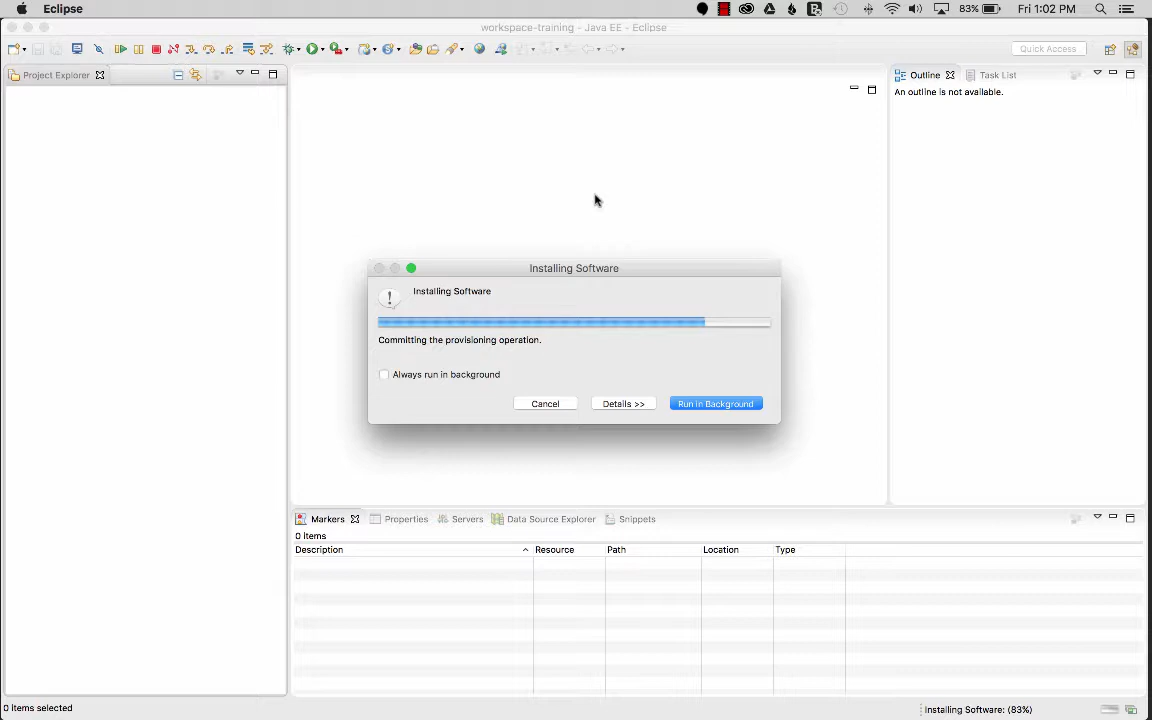 Eclipse
83%
Fri 1:02 PM
workspace-training - Java EE - Eclipse
Quick Access
Project Explorer
Outline
Task List
An outline is not available.
Installing Software
Installing Software
Committing the provisioning operation.
Always run in background
Cancel
Details >>
Run in Background
Markers
Properties
Servers
Data Source Explorer
Snippets
0 items
Description
Resource
Path
Location
Type
0 items selected
Installing Software: (83%)